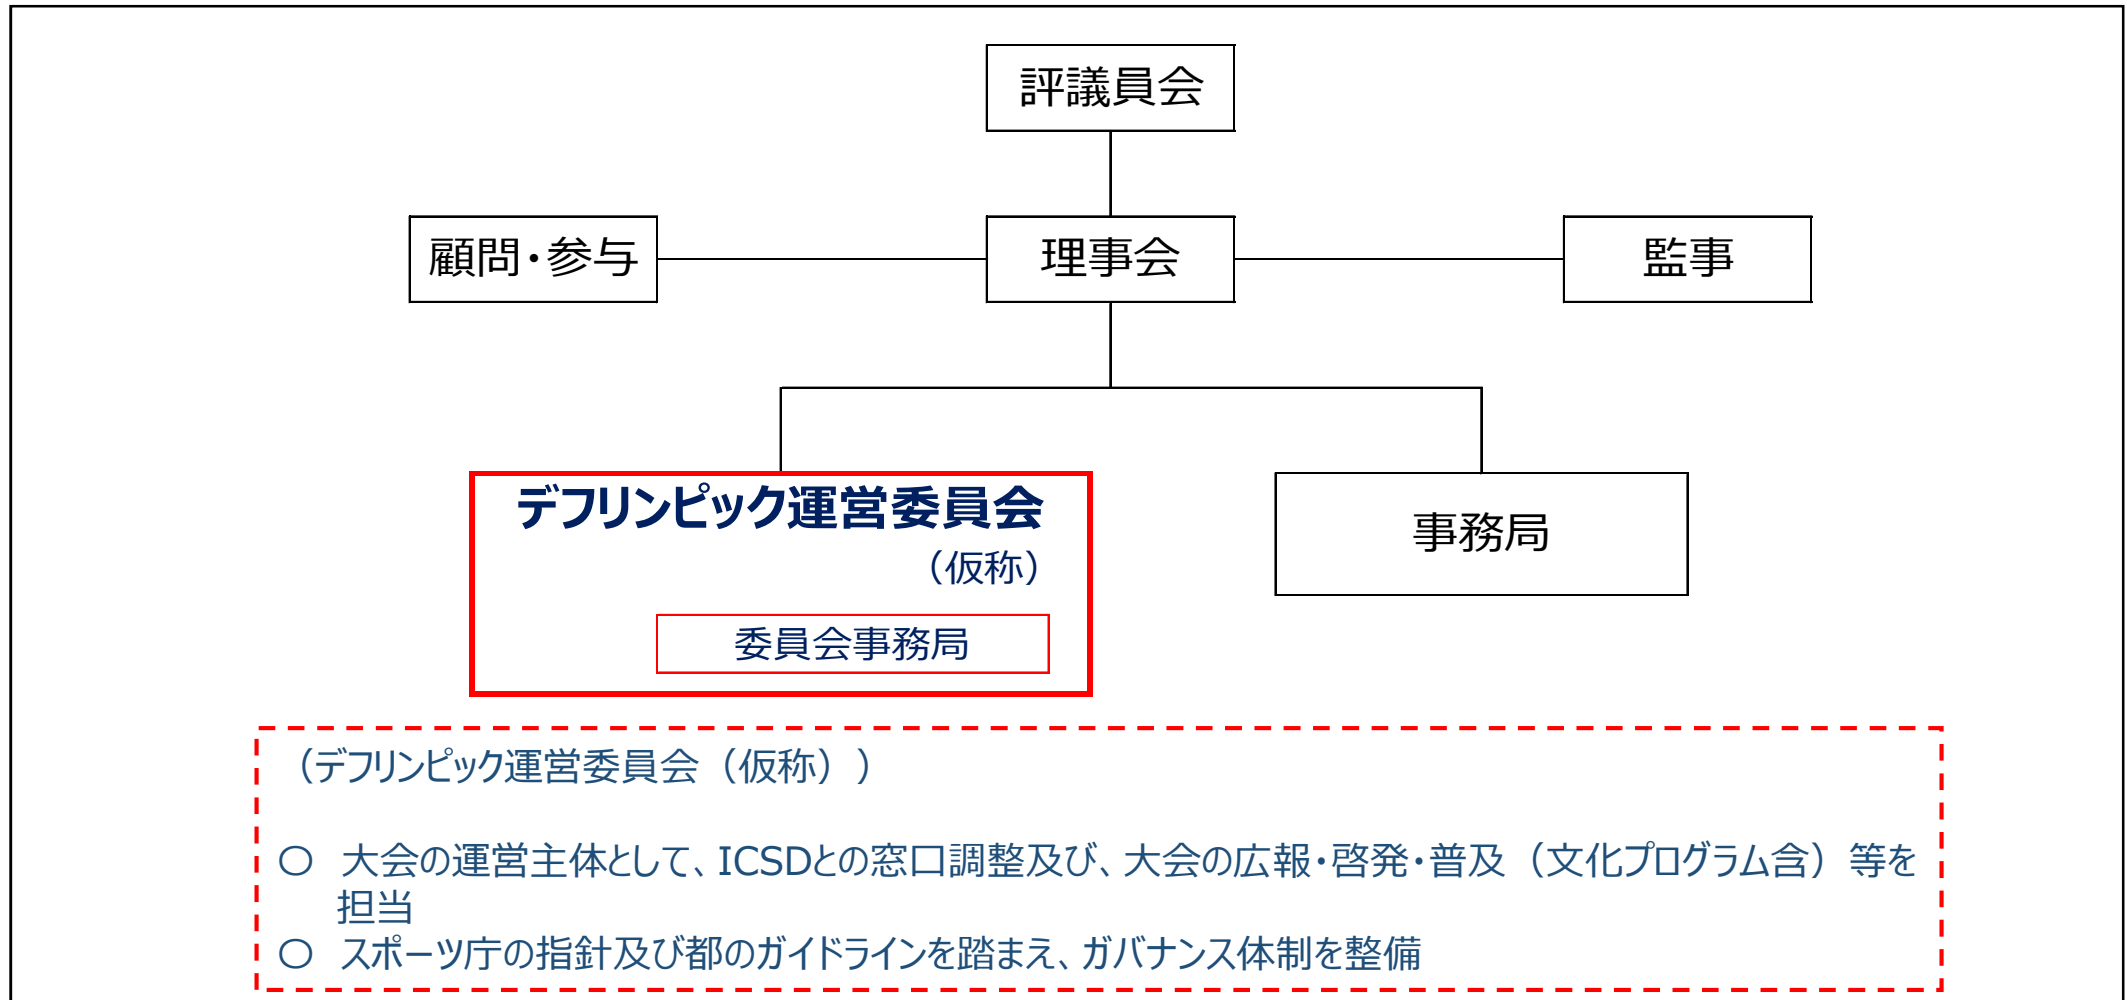 評議員会
顧問・参与
理事会
監事
デフリンピック運営委員会
（仮称）
委員会事務局
事務局
（デフリンピック運営委員会（仮称））
〇　大会の運営主体として、ICSDとの窓口調整及び、大会の広報・啓発・普及（文化プログラム含）等を
担当
〇　スポーツ庁の指針及び都のガイドラインを踏まえ、ガバナンス体制を整備